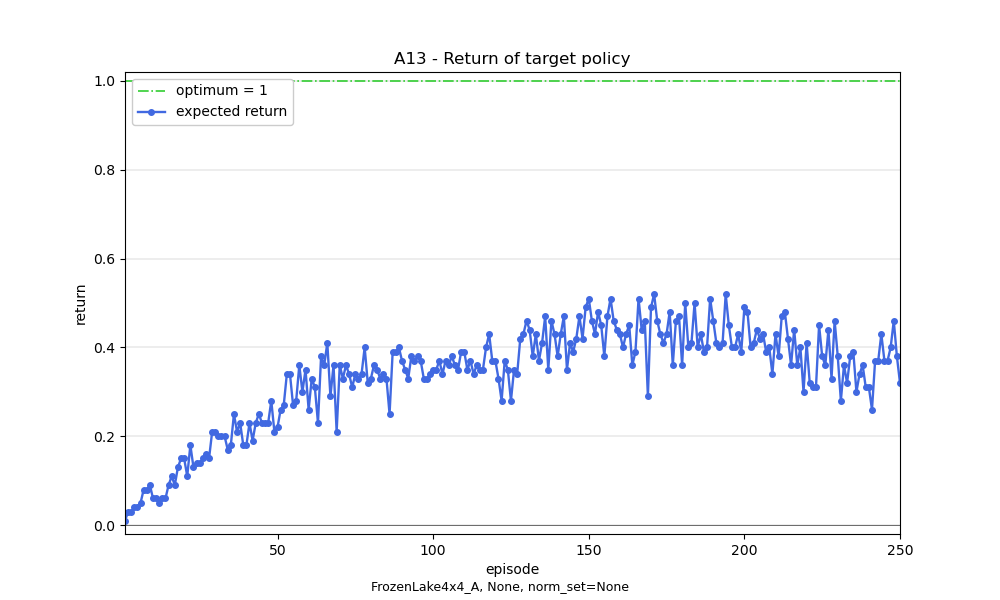 A13 - Return of target policy
optimum = 1
expected return
1.0
0.8
0.6
0.4
0.2
0.0
return
50
100
150
200
250
episode
FrozenLake4x4_A, None, norm_set=None